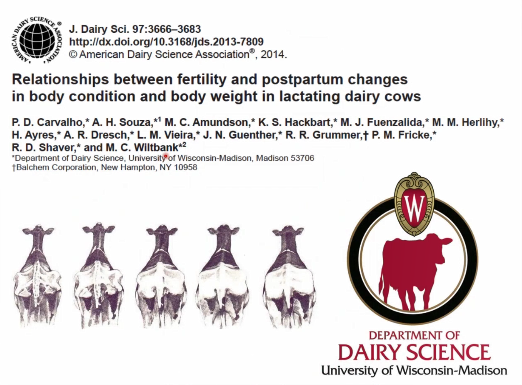 AMERICAN DAIRY SCIENCE ASSOCIATION®
J. Dairy Sci. 97:3666–3683
http://dx.doi.org/10.3168/jds.2013-7809
© American Dairy Science Association®, 2014.
Relationships between fertility and postpartum changes
in body condition and body weight in lactating dairy cows
P. D. Carvalho,* A. H. Souza,*¹ M. C. Amundson,* K. S. Hackbart,* M. J. Fuenzalida,* M. M. Herlihy,*
H. Ayres,* A. R. Dresch,* L. M. Vieira,* J. N. Guenther,* R. R. Grummer,† P. M. Fricke,*
R. D. Shaver,* and M. C. Wiltbank*²
*Department of Dairy Science, University of Wisconsin-Madison, Madison 53706
†Balchem Corporation, New Hampton, NY 10958
W
DEPARTMENT OF
DAIRY SCIENCE
University of Wisconsin-Madison